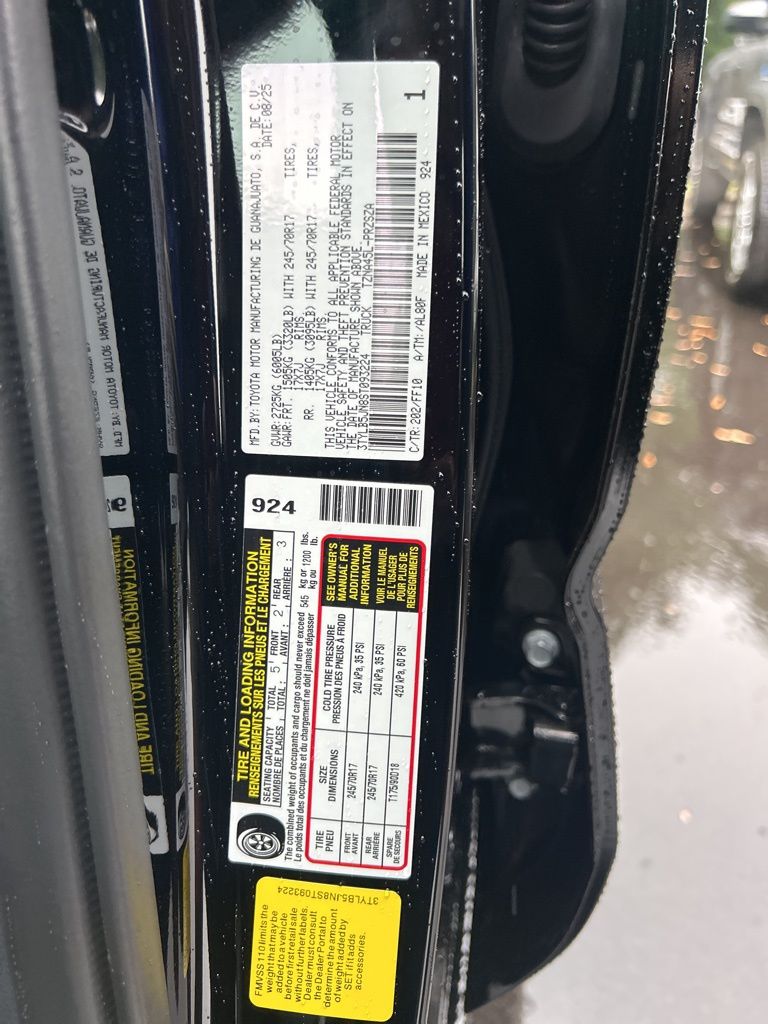 MFD. BY: TOYOTA MOTOR MANUFACTURING DE GUANAJUATO, S.A. DE C.V.
DATE: 08/25
GVWR: 2725KG (6005LB)
GAWR: FRT. 1505KG (3320LB) WITH 245/70R17 TIRES,
17X7J RIMS,
RR. 1405KG (3095LB) WITH 245/70R17 TIRES,
17X7J RIMS,
THIS VEHICLE CONFORMS TO ALL APPLICABLE FEDERAL MOTOR
VEHICLE SAFETY AND THEFT PREVENTION STANDARDS IN EFFECT ON
THE DATE OF MANUFACTURE SHOWN ABOVE.
3TYLB5JN8ST093224 TRUCK TZNA45L-PRZSZA
C/TR: 202/FF10 A/TM: /AL80F MADE IN MEXICO 924
1
924
TIRE AND LOADING INFORMATION
RENSEIGNEMENTS SUR LES PNEUS ET LE CHARGEMENT
SEATING CAPACITY TOTAL 5 FRONT 2 REAR 3
NOMBRE DE PLACES TOTAL: AVANT: ARRIÈRE:
The combined weight of occupants and cargo should never exceed 545 kg or 1200 lbs.
Le poids total des occupants et du chargement ne doit jamais dépasser kg ou lb.
TIRE PNEU
SIZE DIMENSIONS
COLD TIRE PRESSURE PRESSION DES PNEUS À FROID
SEE OWNER'S MANUAL FOR ADDITIONAL INFORMATION
FRONT AVANT 245/70R17 240 kPa, 35 PSI
REAR ARRIÈRE 245/70R17 240 kPa, 35 PSI
SPARE DE SECOURS T175/90D18 420 kPa, 60 PSI
VOIR LE MANUEL DE L'USAGER POUR PLUS DE RENSEIGNEMENTS
3TYLB5JN8ST093224
FMVSS 110 limits the
weight that may be
added to a vehicle
before first retail sale
without further labels.
Dealer must consult
the Dealer Portal to
determine the amount
of weight added by
SET if it adds
accessories.